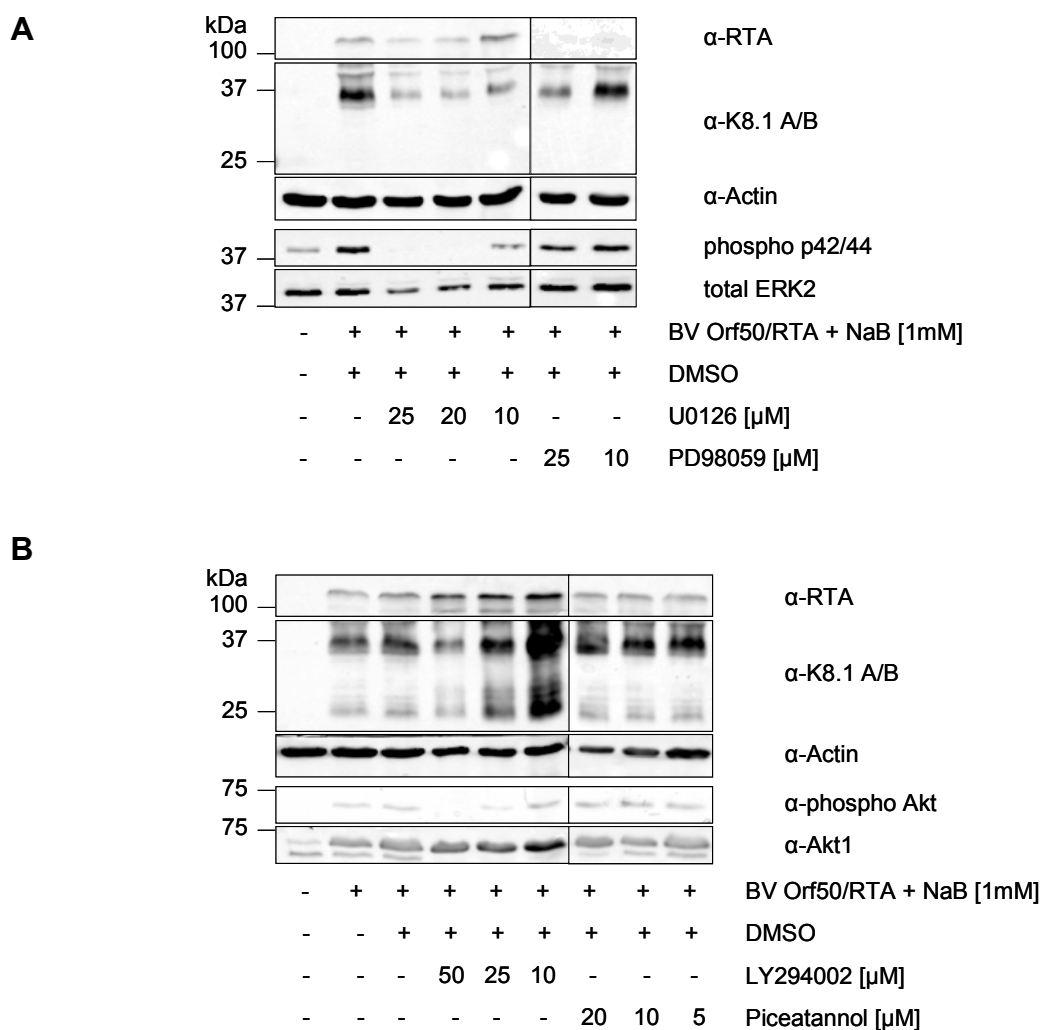 A
kDa
100
α-RTA
37
α-K8.1 A/B
25
α-Actin
37
phospho p42/44
37
total ERK2
- + + + + + + BV Orf50/RTA + NaB [1mM]
- + + + + + + DMSO
- - 25 20 10 - - U0126 [µM]
- - - - - 25 10 PD98059 [µM]
B
kDa
100
α-RTA
37
α-K8.1 A/B
25
α-Actin
75
α-phospho Akt
75
α-Akt1
- + + + + + + + + BV Orf50/RTA + NaB [1mM]
- - + + + + + + + DMSO
- - - 50 25 10 - - - LY294002 [µM]
- - - - - - 20 10 5 Piceatannol [µM]